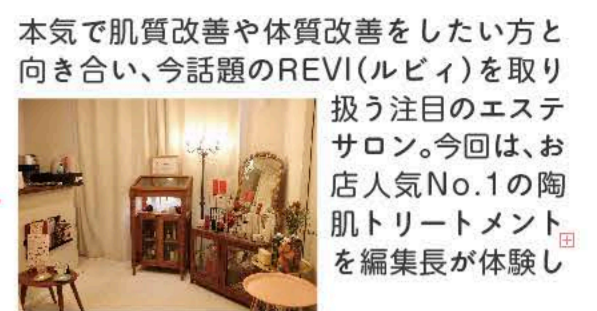 本気で肌質改善や体質改善をしたい方と
向き合い、今話題のREVI(ルビィ)を取り
扱う注目のエステ
サロン。今回は、お
店人気No.1の陶
肌トリートメント
を編集長が体験し